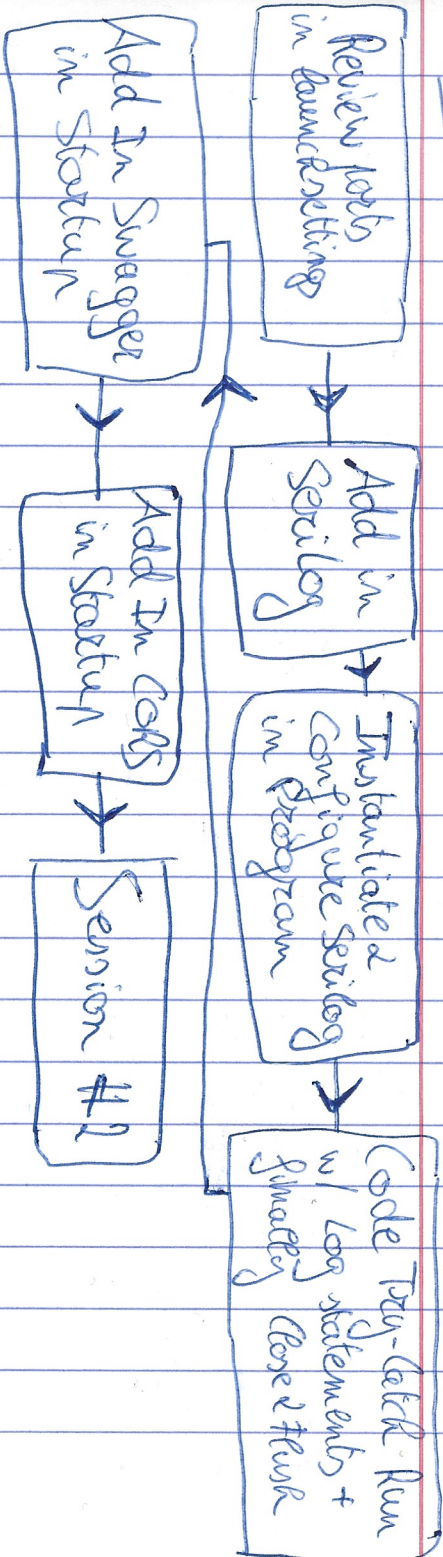 Review ports
in launchsettings
Add in
Serilog
Instantiate &
Configure Serilog
in Program
Code Try-Catch Run
w/ Log statements +
finally Close & Flush
Add In Swagger
in Startup
Add In CORS
in Startup
Session #2